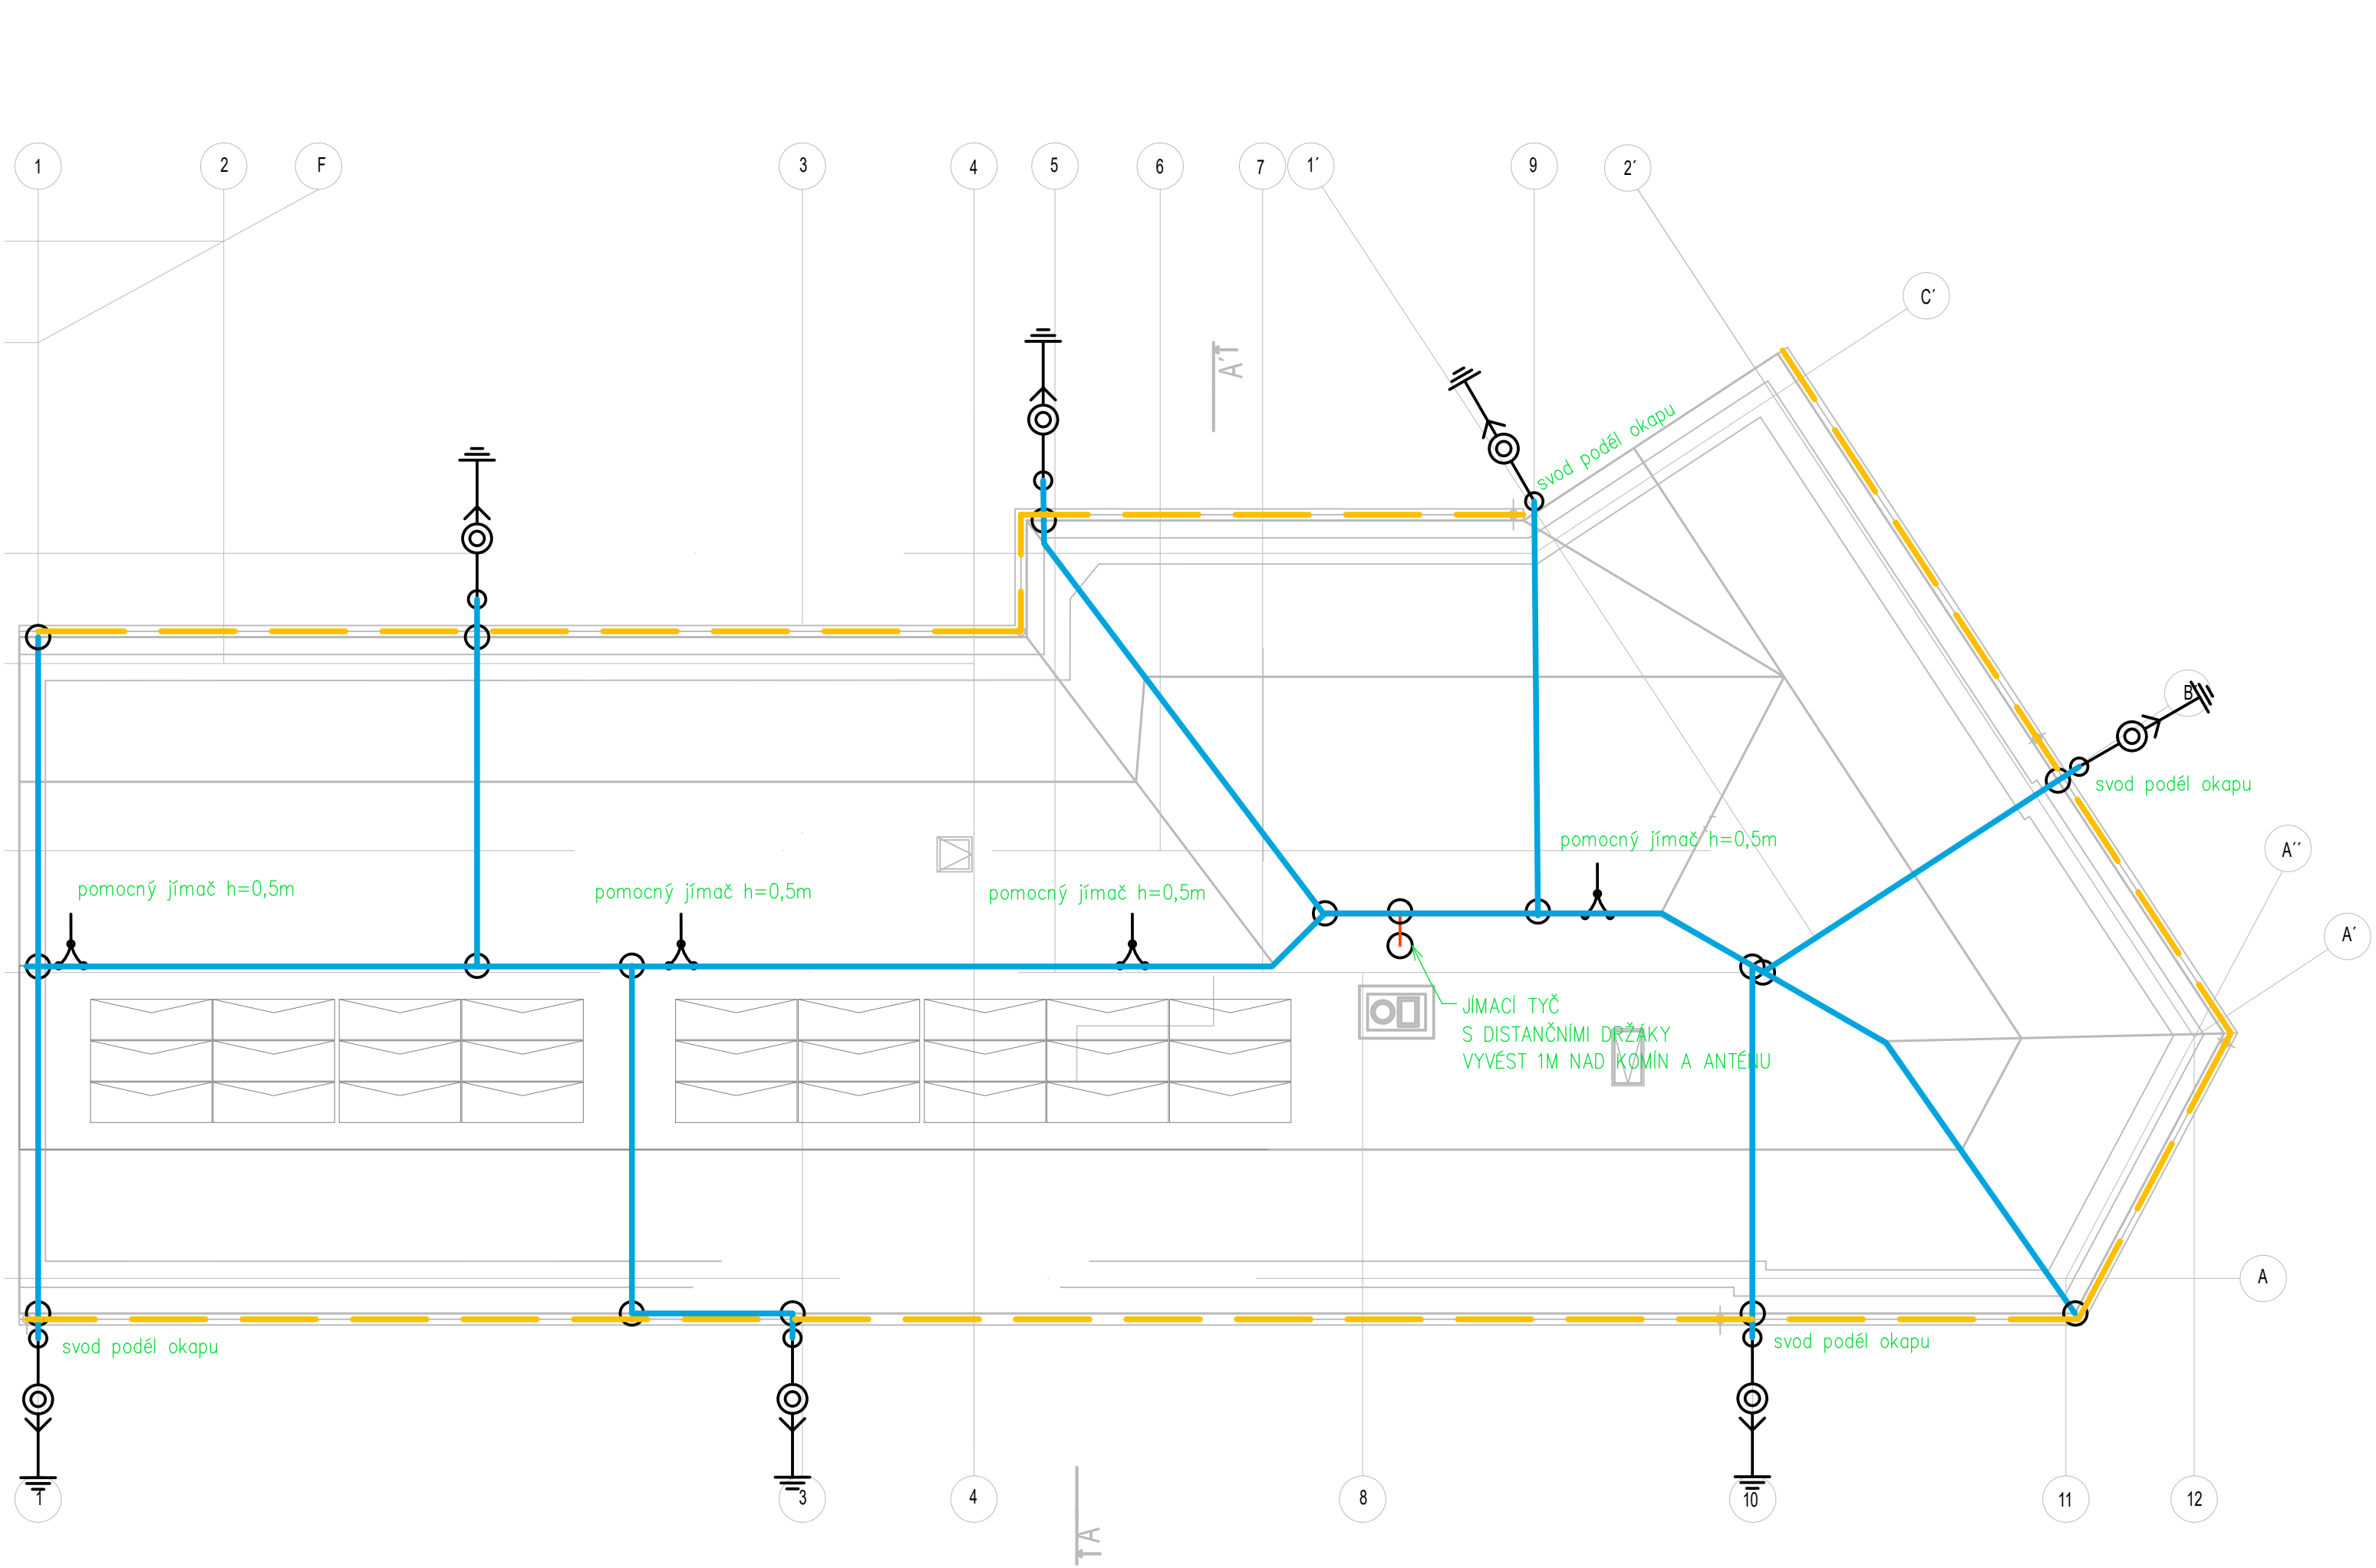 1
2
F
3
4
5
6
7
1´
9
2´
C´
A´
svod podél okapu
B´
svod podél okapu
pomocný jímač h=0,5m
A´´
pomocný jímač h=0,5m
pomocný jímač h=0,5m
pomocný jímač h=0,5m
A´
JÍMACÍ TYČ
S DISTANČNÍMI DRŽÁKY
VYVÉST 1M NAD KOMÍN A ANTÉNU
A
svod podél okapu
svod podél okapu
1
3
4
8
10
11
12
A